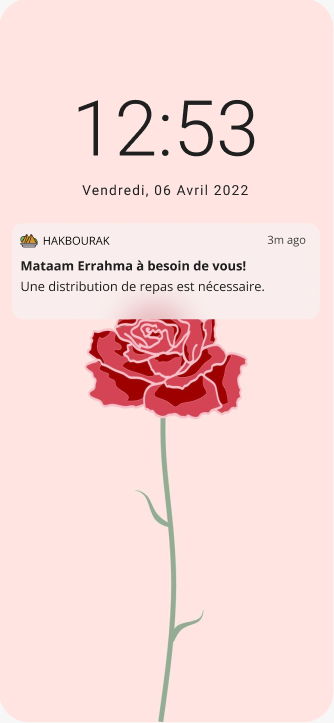 12:53
Vendredi, 06 Avril 2022
HAKBOURAK 3m ago
Mataam Errahma à besoin de vous!
Une distribution de repas est nécessaire.